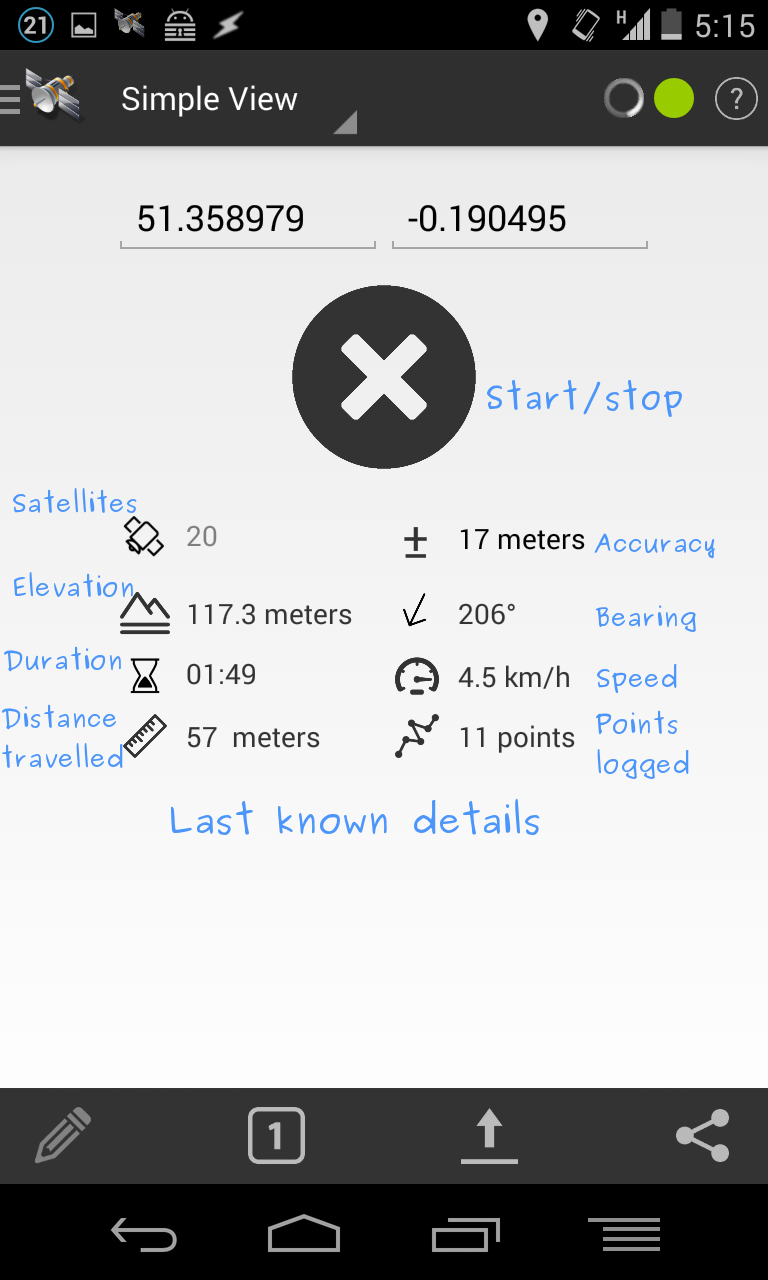 21
H
5:15
Simple View
?
51.358979
-0.190495
Start/stop
Satellites
20
17 meters
Accuracy
Elevation
117.3 meters
206°
Bearing
Duration
01:49
4.5 km/h
Speed
Distance
travelled
57 meters
11 points
Points
logged
Last known details
1